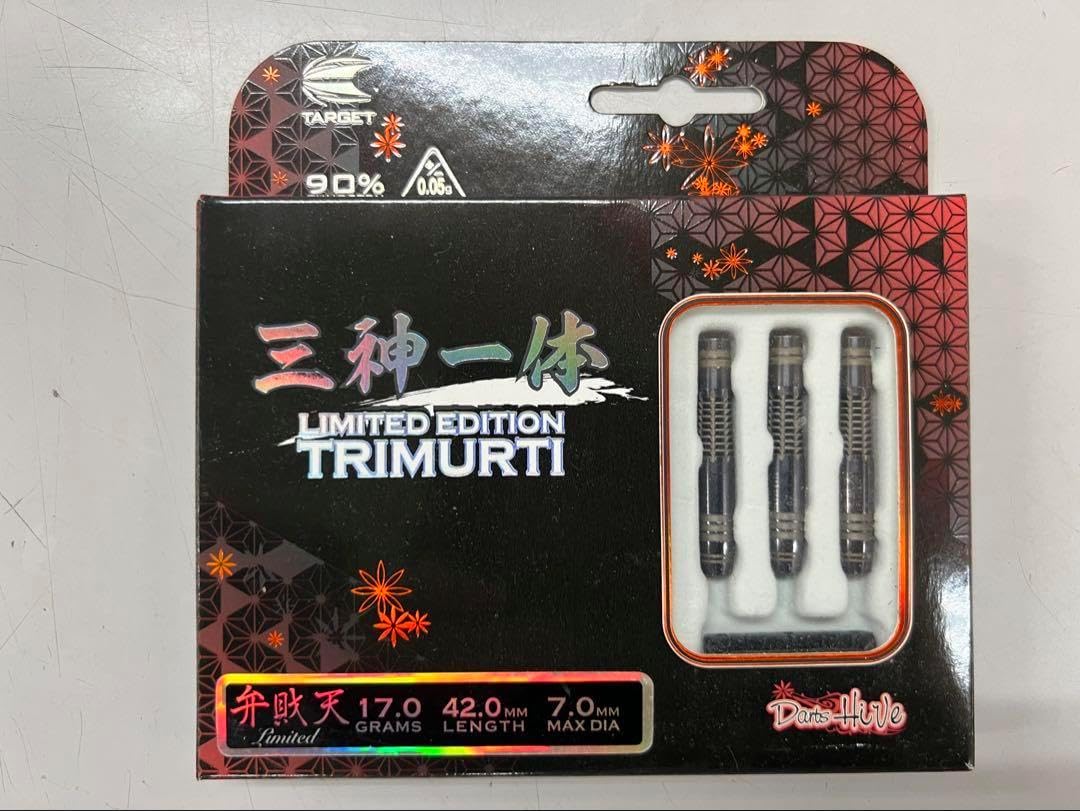 TARGET
90%
±0.05g
三神一体
LIMITED EDITION
TRIMURTI
弁財天
Limited
17.0
GRAMS
42.0MM
LENGTH
7.0MM
MAX DIA
Darts Hive